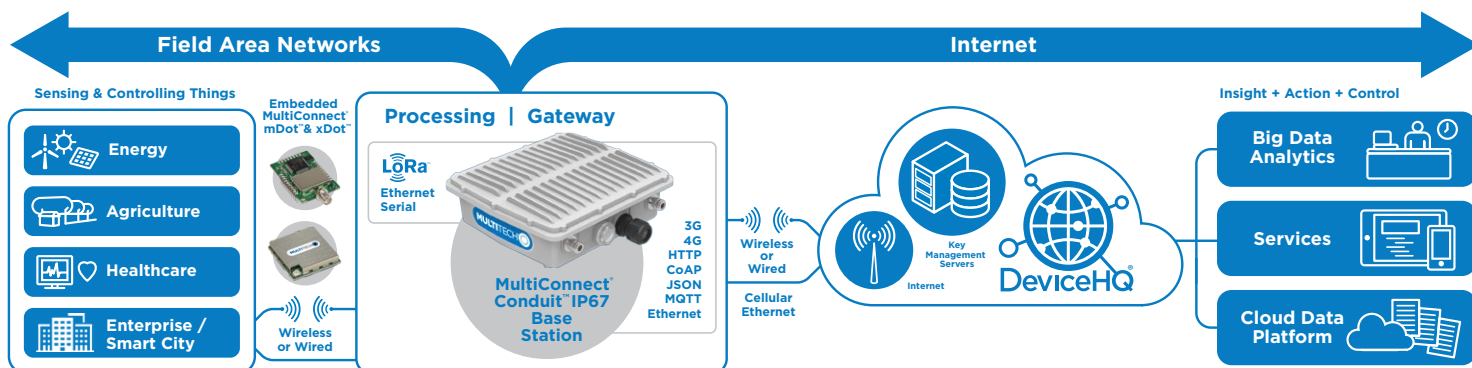 Field Area Networks
Internet
Sensing & Controlling Things
Energy
Agriculture
Healthcare
Enterprise /
Smart City
Embedded
MultiConnect®
mDot™ & xDot™
MULTITECH
Wireless
or Wired
Processing | Gateway
LoRa™
Ethernet
Serial
MULTITECH
MultiConnect®
Conduit™ IP67
Base
Station
3G
4G
HTTP
CoAP
JSON
MQTT
Ethernet
Wireless
or
Wired
Cellular
Ethernet
Internet
Key
Management
Servers
DeviceHQ®
Insight + Action + Control
Big Data
Analytics
Services
Cloud Data
Platform